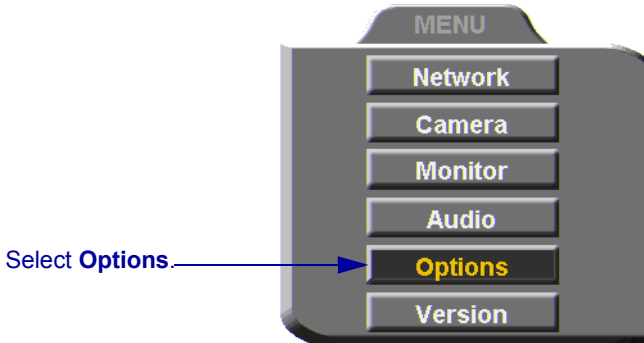 MENU
Network
Camera
Monitor
Audio
Select Options.
Options
Version